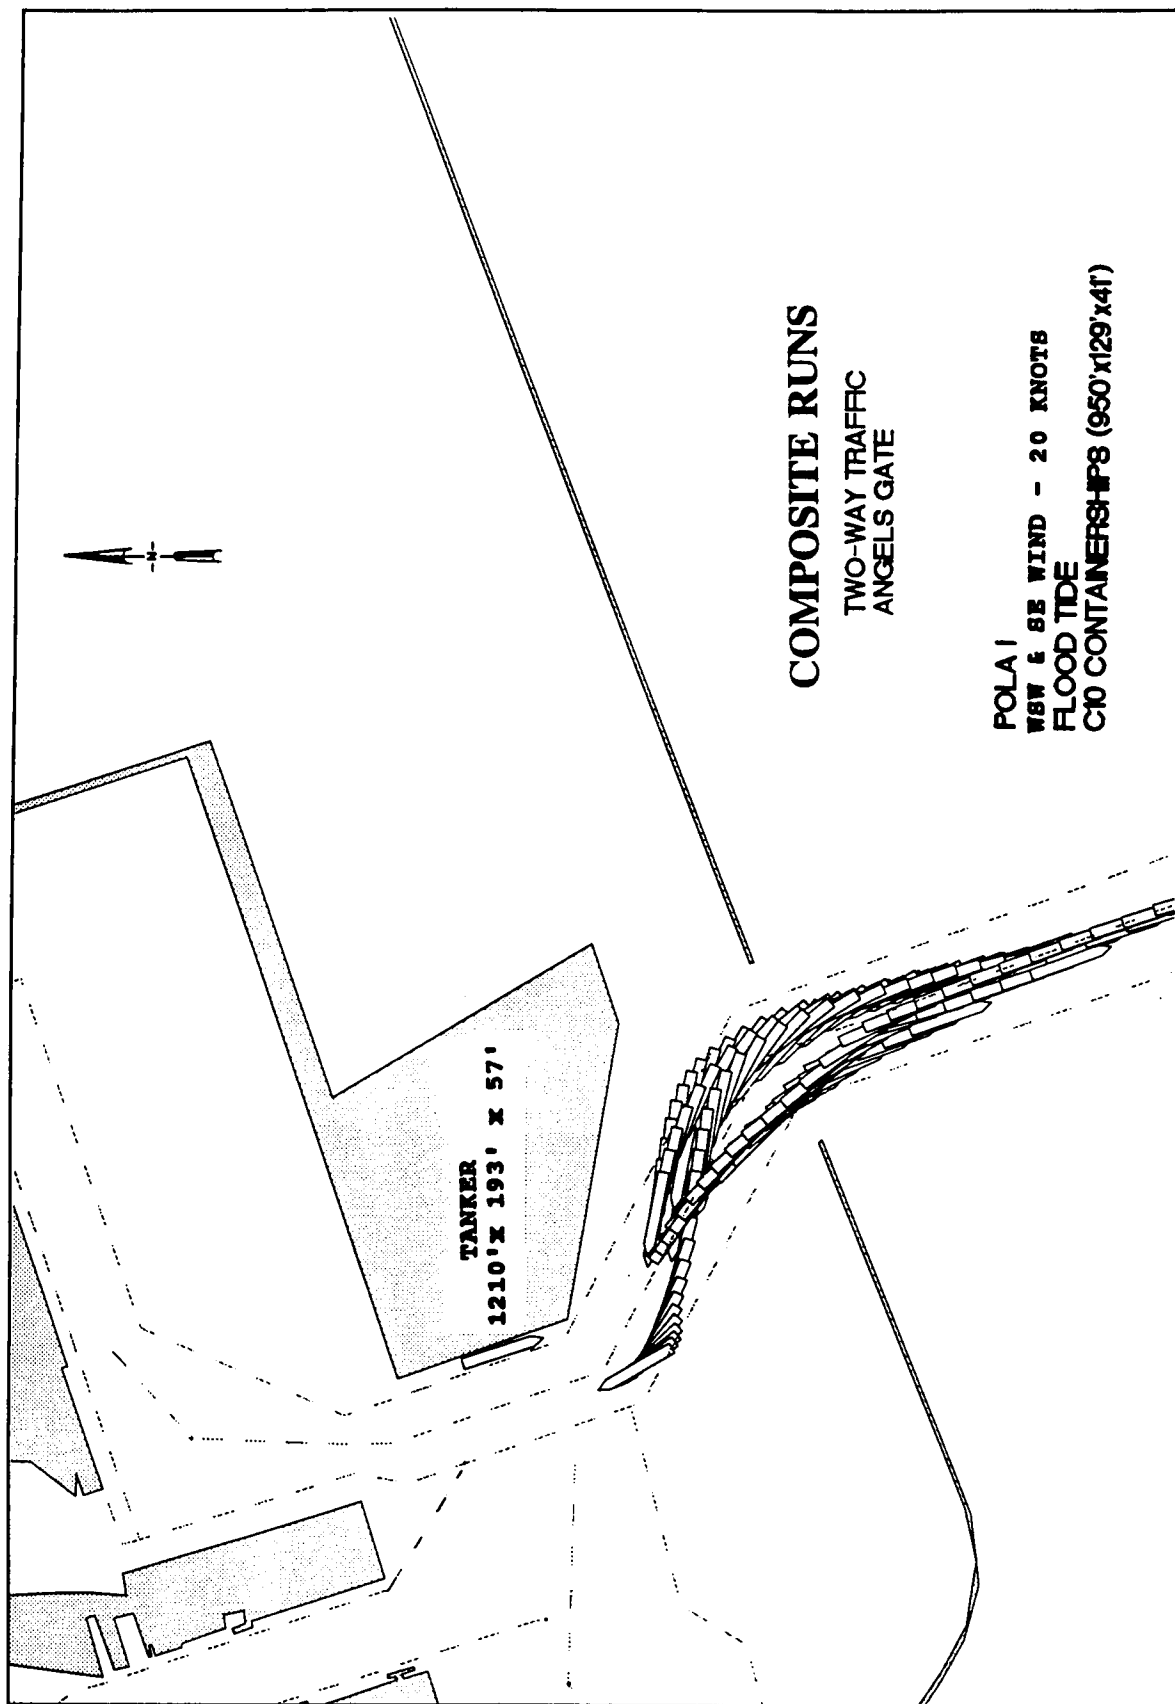 -N-
TANKER
1210'X 193' x 57'
COMPOSITE RUNS
TWO-WAY TRAFFIC
ANGELS GATE
POLA I
WSW & SE WIND - 20 KNOTS
FLOOD TIDE
C10 CONTAINERSHIPS (950'x129'x41')